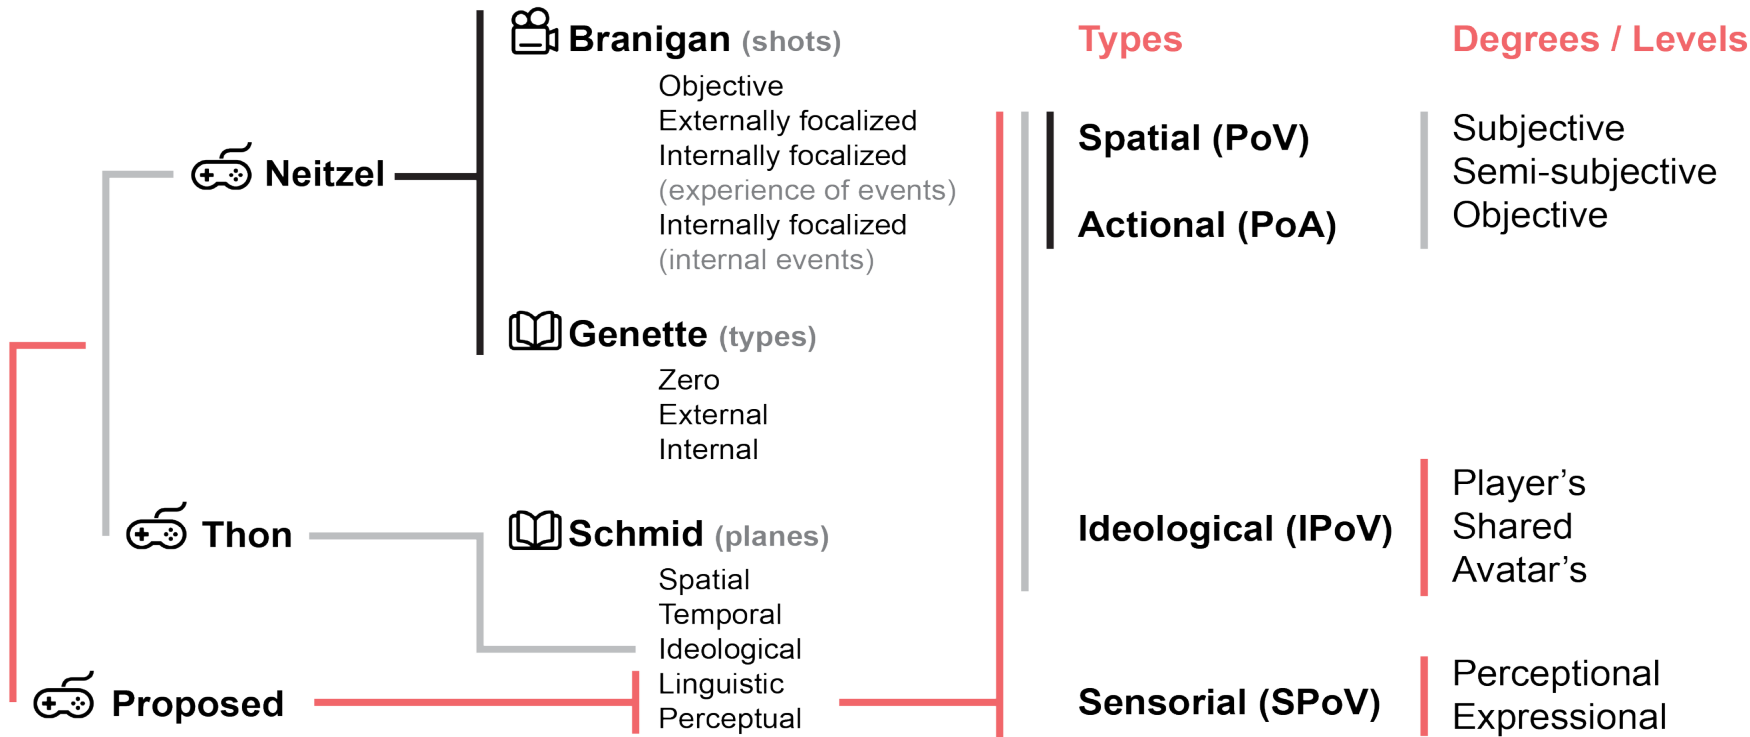 Branigan (shots)
Objective
Externally focalized
Internally focalized
(experience of events)
Internally focalized
(internal events)
Neitzel
Genette (types)
Zero
External
Internal
Thon
Schmid (planes)
Spatial
Temporal
Ideological
Linguistic
Perceptual
Proposed
Types
Degrees / Levels
Spatial (PoV)
Actional (PoA)
Subjective
Semi-subjective
Objective
Ideological (IPoV)
Player’s
Shared
Avatar’s
Sensorial (SPoV)
Perceptional
Expressional